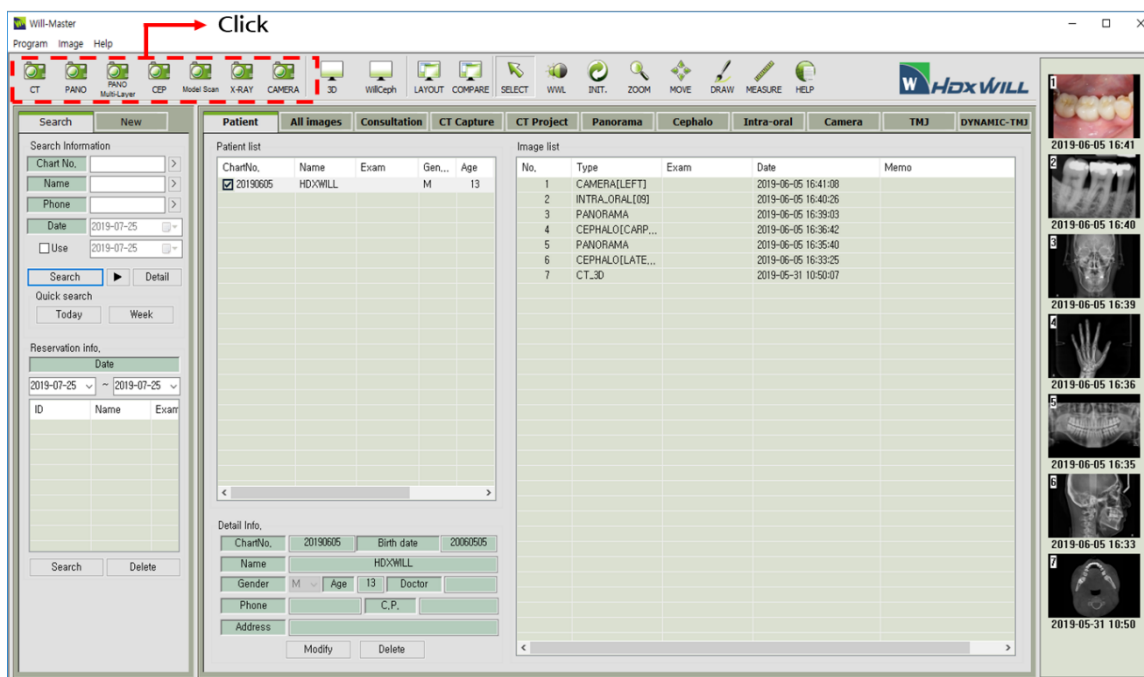 Will-Master
Click
Program Image Help
CT PANO PANO Multi-Layer CEP Model Scan X-RAY CAMERA 3D WillCeph LAYOUT COMPARE SELECT WWL INIT. ZOOM MOVE DRAW MEASURE HELP
W HDXWILL
Search New
Patient All images Consultation CT Capture CT Project Panorama Cephalo Intra-oral Camera TMJ DYNAMIC-TMJ
Search Information
Chart No.
Name
Phone
Date 2019-07-25
Use 2019-07-25
Search Detail
Quick search
Today Week
Reservation info.
Date
2019-07-25 ~ 2019-07-25
ID Name Exam
Search Delete
Patient list
ChartNo. Name Exam Gen... Age
20190605 HDXWILL M 13
Detail Info.
ChartNo. 20190605 Birth date 20060505
Name HDXWILL
Gender M Age 13 Doctor
Phone C.P.
Address
Modify Delete
Image list
No. Type Exam Date Memo
1 CAMERA[LEFT] 2019-06-05 16:41:08
2 INTRA_ORAL[09] 2019-06-05 16:40:26
3 PANORAMA 2019-06-05 16:39:03
4 CEPHALO[CARP... 2019-06-05 16:36:42
5 PANORAMA 2019-06-05 16:35:40
6 CEPHALO[LATE... 2019-06-05 16:33:25
7 CT_3D 2019-05-31 10:50:07
1
2019-06-05 16:41
2
2019-06-05 16:40
3
2019-06-05 16:39
4
2019-06-05 16:36
5
2019-06-05 16:35
6
2019-06-05 16:33
7
2019-05-31 10:50